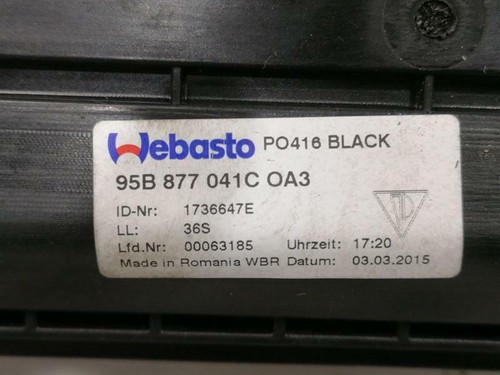 Webasto PO416 BLACK
95B 877 041C OA3
ID-Nr: 1736647E
LL: 36S
Lfd.Nr: 00063185 Uhrzeit: 17:20
Made in Romania WBR Datum: 03.03.2015